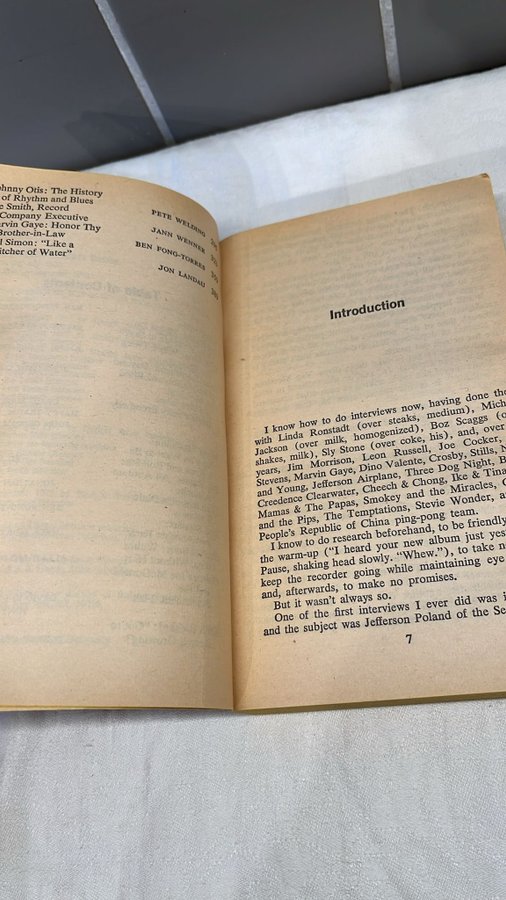 ohnny Otis: The History
of Rhythm and Blues
PETE WELDING
e Smith, Record
Company Executive
JANN WENNER
arvin Gaye: Honor Thy
Brother-in-Law
BEN FONG-TORRES
l Simon: "Like a
itcher of Water"
JON LANDAU
Introduction
I know how to do interviews now, having done the
with Linda Ronstadt (over steaks, medium), Mich
Jackson (over milk, homogenized), Boz Scaggs (o
shakes, milk), Sly Stone (over coke, his), and, over
years, Jim Morrison, Leon Russell, Joe Cocker,
Stevens, Marvin Gaye, Dino Valente, Crosby, Stills, N
and Young, Jefferson Airplane, Three Dog Night, B
Creedence Clearwater, Cheech & Chong, Ike & Tina
Mamas & The Papas, Smokey and the Miracles, G
and the Pips, The Temptations, Stevie Wonder, an
People's Republic of China ping-pong team.
I know to do research beforehand, to be friendly
the warm-up ("I heard your new album just yes
Pause, shaking head slowly. "Whew."), to take no
keep the recorder going while maintaining eye
and, afterwards, to make no promises.
But it wasn't always so.
One of the first interviews I ever did was i
and the subject was Jefferson Poland of the Se
7